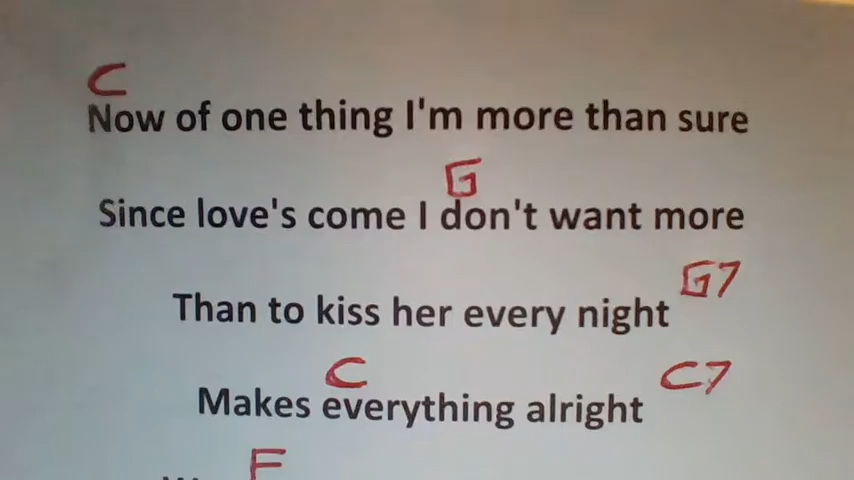 C
Now of one thing I'm more than sure
G
Since love's come I don't want more
G7
Than to kiss her every night
C C7
Makes everything alright
F